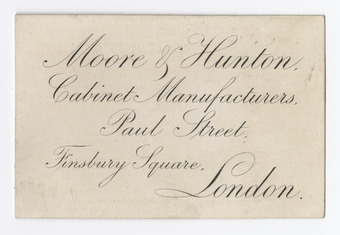 Moore & Hunton.
Cabinet Manufacturers.
Paul Street.
Finsbury Square.
London.